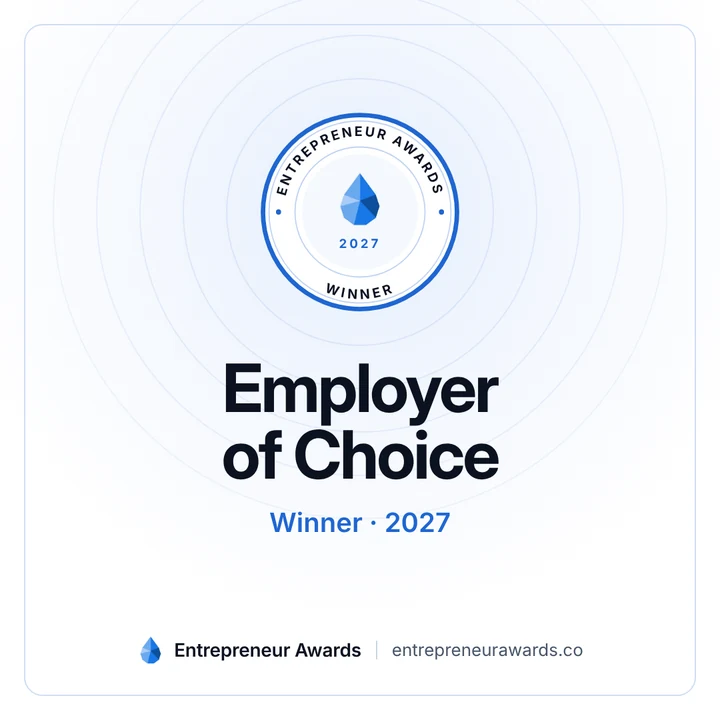 ENTREPRENEUR AWARDS
2027
WINNER
Employer
of Choice
Winner · 2027
Entrepreneur Awards | entrepreneurawards.co